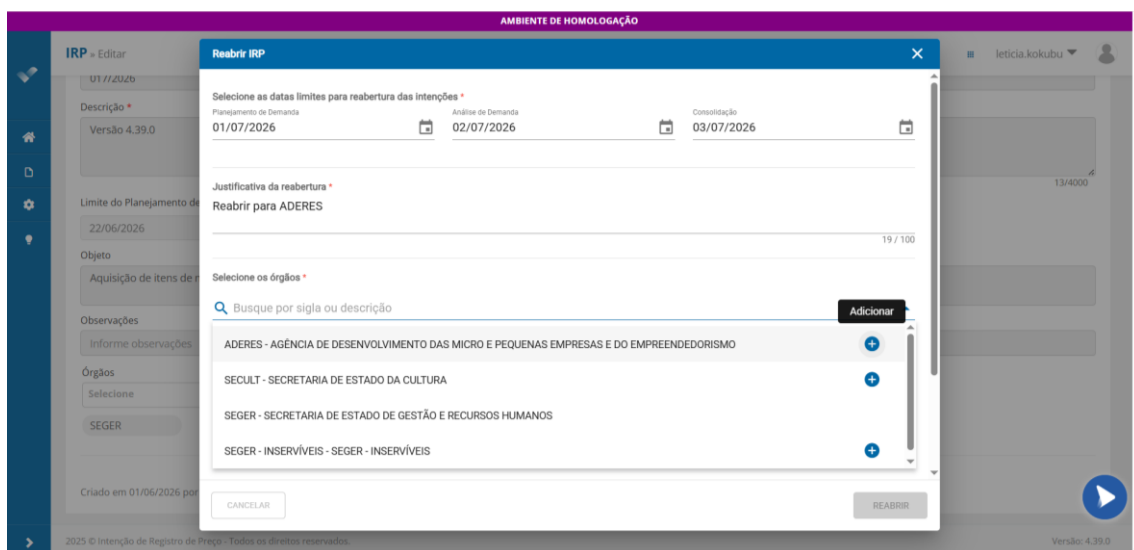 AMBIENTE DE HOMOLOGAÇÃO
IRP » Editar
leticia.kokubu
017/2026
Descrição *
Versão 4.39.0
13/4000
Limite do Planejamento de
22/06/2026
Objeto
Aquisição de itens de
Observações
Informe observações
Órgãos
Selecione
SEGER
Criado em 01/06/2026 por
2025 © Intenção de Registro de Preço - Todos os direitos reservados.
Versão: 4.39.0
Reabrir IRP
Selecione as datas limites para reabertura das intenções *
Planejamento de Demanda
01/07/2026
Análise de Demanda
02/07/2026
Consolidação
03/07/2026
Justificativa da reabertura *
Reabrir para ADERES
19 / 100
Selecione os órgãos *
Busque por sigla ou descrição
Adicionar
ADERES - AGÊNCIA DE DESENVOLVIMENTO DAS MICRO E PEQUENAS EMPRESAS E DO EMPREENDEDORISMO
SECULT - SECRETARIA DE ESTADO DA CULTURA
SEGER - SECRETARIA DE ESTADO DE GESTÃO E RECURSOS HUMANOS
SEGER - INSERVÍVEIS - SEGER - INSERVÍVEIS
CANCELAR
REABRIR